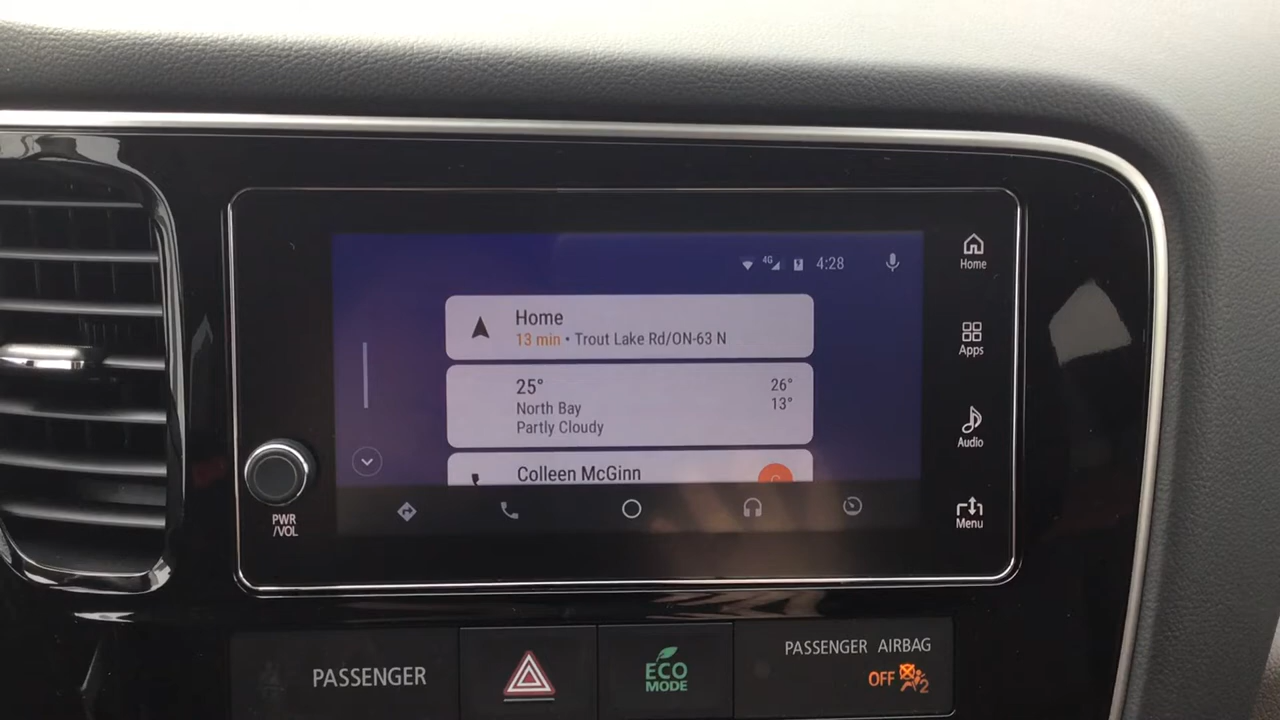 4G 4:28
Home
13 min • Trout Lake Rd/ON-63 N
25°
North Bay
Partly Cloudy
26°
13°
Colleen McGinn
C
Home
Apps
Audio
Menu
PWR
/VOL
PASSENGER
ECO
MODE
PASSENGER AIRBAG
OFF 2